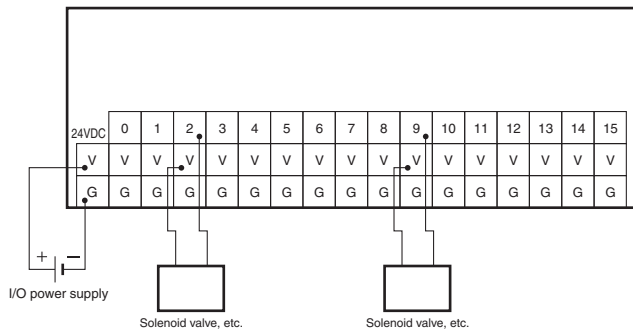 24VDC 0 1 2 3 4 5 6 7 8 9 10 11 12 13 14 15
V V V V V V V V V V V V V V V V V
G G G G G G G G G G G G G G G G G
+ −
I/O power supply
Solenoid valve, etc. Solenoid valve, etc.